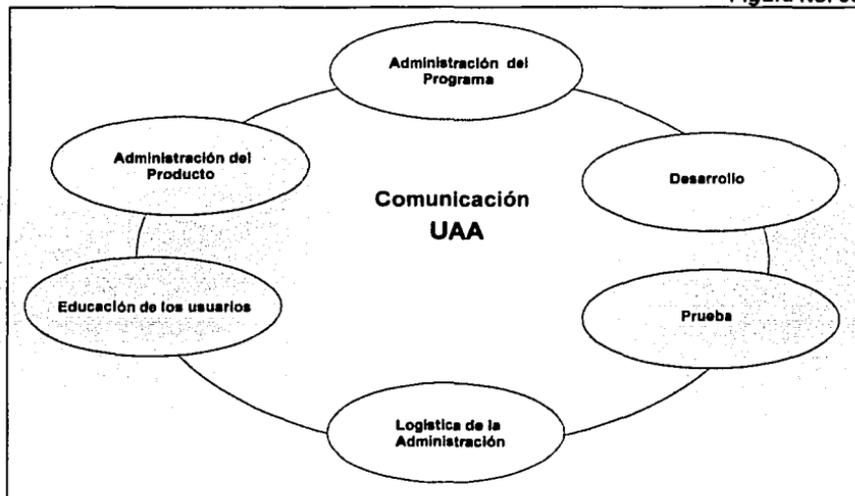 Administración del
Programa
Administración del
Producto
Desarrollo
Comunicación
UAA
Educación de los usuarios
Prueba
Logística de la
Administración